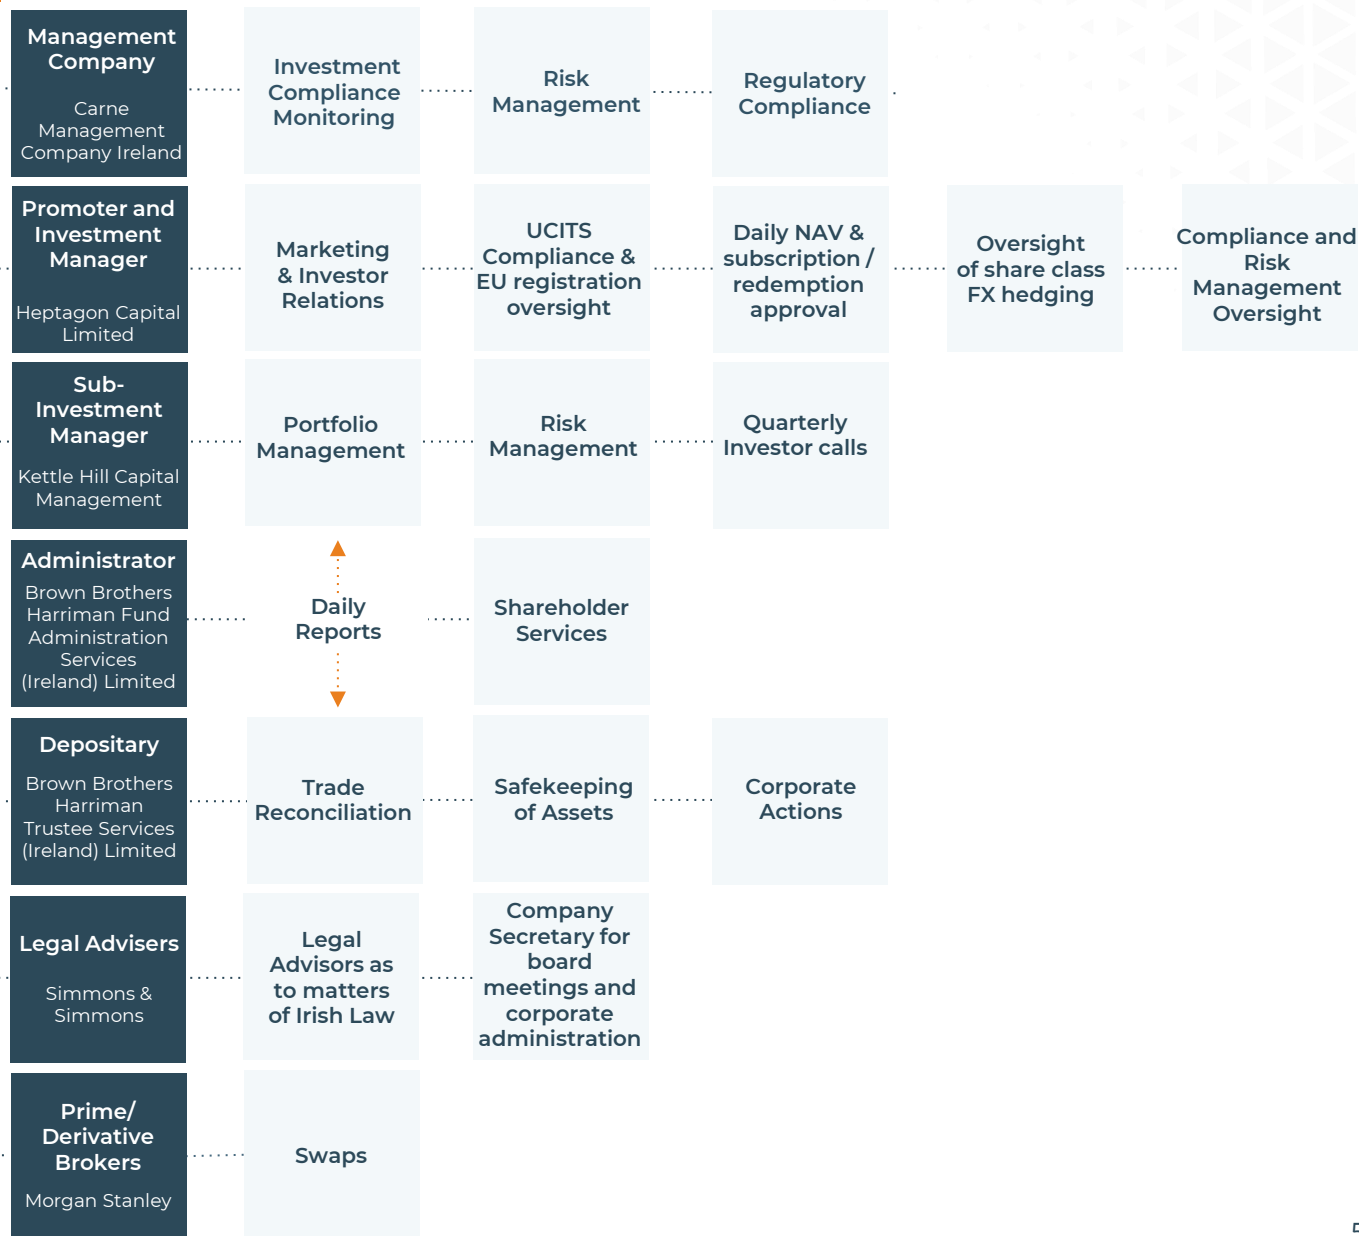 Management
Company
Carne
Management
Company Ireland
Investment
Compliance
Monitoring
Risk
Management
Regulatory
Compliance
Promoter and
Investment
Manager
Heptagon Capital
Limited
Marketing
& Investor
Relations
UCITS
Compliance &
EU registration
oversight
Daily NAV &
subscription /
redemption
approval
Oversight
of share class
FX hedging
Compliance and
Risk
Management
Oversight
Sub-
Investment
Manager
Kettle Hill Capital
Management
Portfolio
Management
Risk
Management
Quarterly
Investor calls
Administrator
Brown Brothers
Harriman Fund
Administration
Services
(Ireland) Limited
Daily
Reports
Shareholder
Services
Depositary
Brown Brothers
Harriman
Trustee Services
(Ireland) Limited
Trade
Reconciliation
Safekeeping
of Assets
Corporate
Actions
Legal Advisers
Simmons &
Simmons
Legal
Advisors as
to matters
of Irish Law
Company
Secretary for
board
meetings and
corporate
administration
Prime/
Derivative
Brokers
Morgan Stanley
Swaps